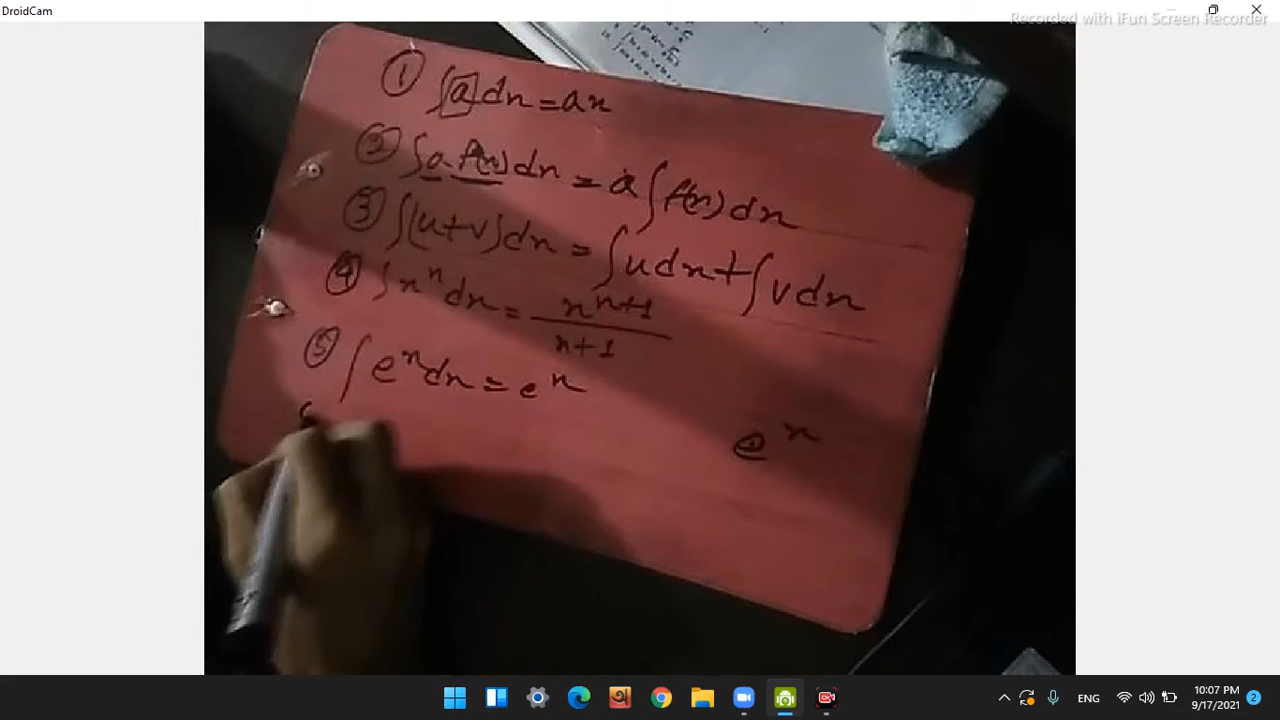 DroidCam
Recorded with iFun Screen Recorder
① ∫a dx = ax
② ∫a f(x) dx = a ∫f(x) dx
③ ∫(u+v) dx = ∫u dx + ∫v dx
④ ∫xⁿ dx = xⁿ⁺¹/n+1
⑤ ∫eˣ dx = eˣ
eˣ
ENG
10:07 PM
9/17/2021
2